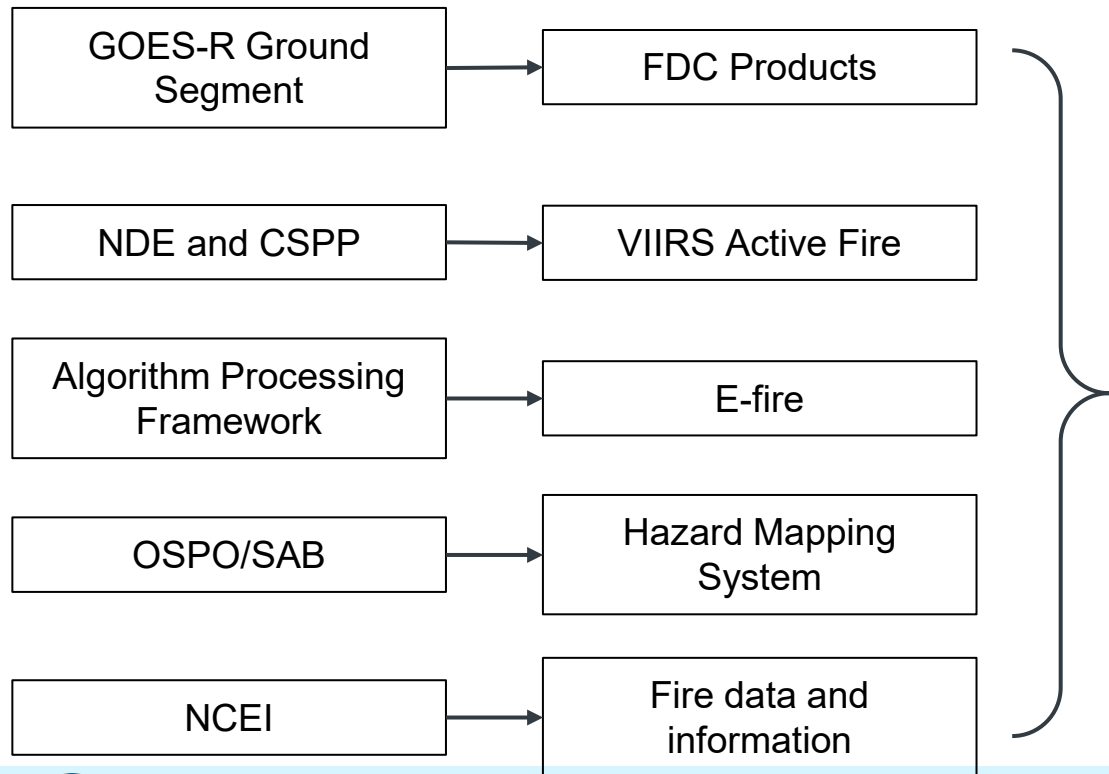 GOES-R Ground
Segment
FDC Products
NDE and CSPP
VIIRS Active Fire
Algorithm Processing
Framework
E-fire
OSPO/SAB
Hazard Mapping
System
NCEI
Fire data and
information